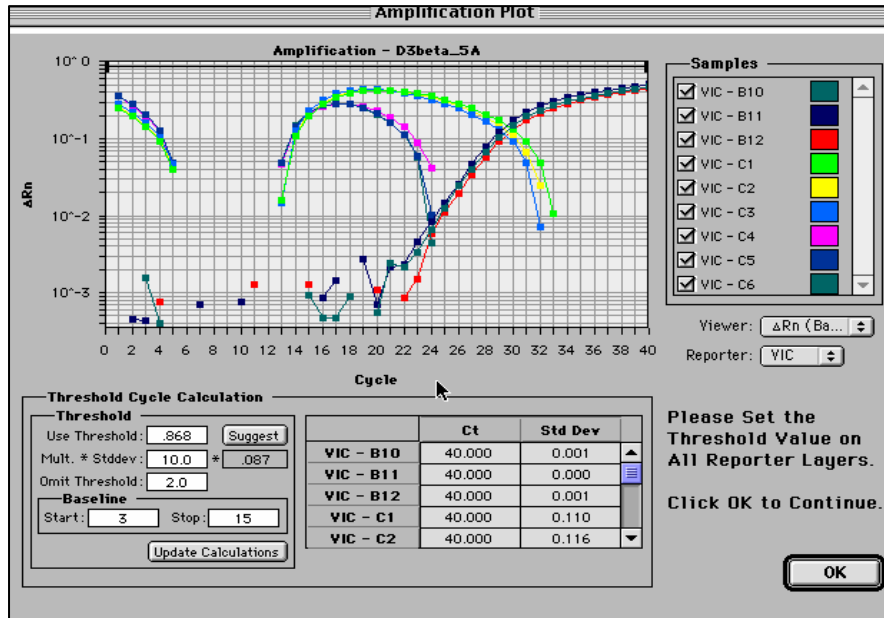 Amplification Plot
Amplification - D3beta_5A
10^ 0
10^-1
10^-2
10^-3
ΔRn
0 2 4 6 8 10 12 14 16 18 20 22 24 26 28 30 32 34 36 38 40
Cycle
Samples
VIC - B10
VIC - B11
VIC - B12
VIC - C1
VIC - C2
VIC - C3
VIC - C4
VIC - C5
VIC - C6
Viewer: ΔRn (Ba...
Reporter: VIC
Threshold Cycle Calculation
Threshold
Use Threshold: .868 Suggest
Mult. * Stddev: 10.0 * .087
Omit Threshold: 2.0
Baseline
Start: 3 Stop: 15
Update Calculations
Ct Std Dev
VIC - B10 40.000 0.001
VIC - B11 40.000 0.000
VIC - B12 40.000 0.001
VIC - C1 40.000 0.110
VIC - C2 40.000 0.116
Please Set the
Threshold Value on
All Reporter Layers.
Click OK to Continue.
OK